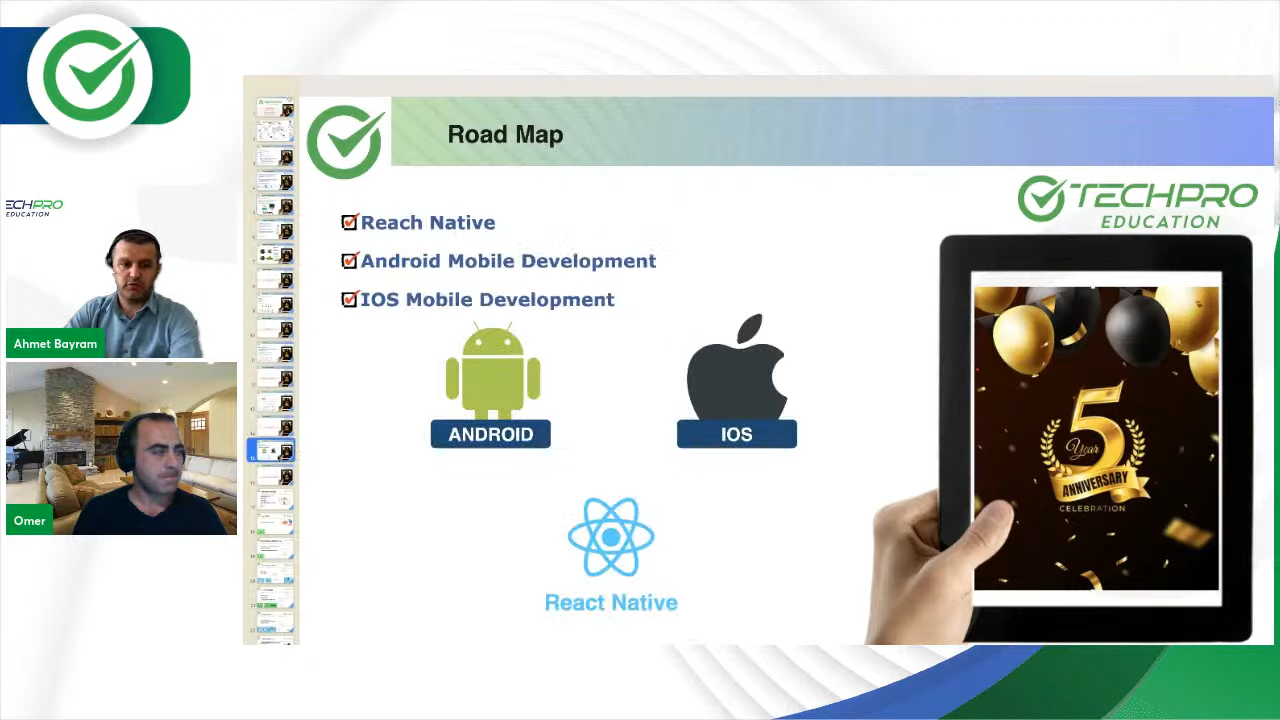 Road Map
TECHPRO
EDUCATION
ECHPRO
EDUCATION
Reach Native
Android Mobile Development
IOS Mobile Development
Ahmet Bayram
Omer
ANDROID
IOS
React Native
5
Year
ANNIVERSARY
CELEBRATION